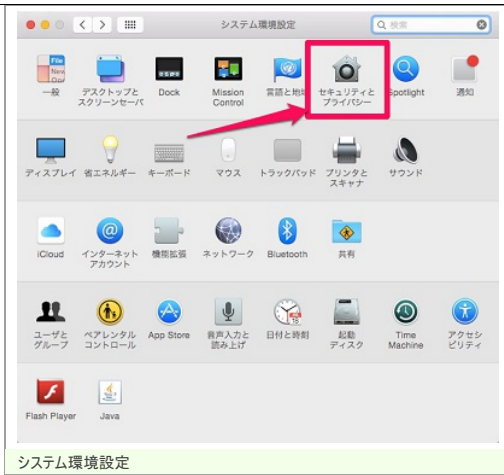 システム環境設定
検索
File
New
一般
デスクトップと
スクリーンセーバ
Dock
Mission
Control
言語と地域
セキュリティと
プライバシー
Spotlight
通知
ディスプレイ
省エネルギー
キーボード
マウス
トラックパッド
プリンタと
スキャナ
サウンド
iCloud
インターネット
アカウント
機能拡張
ネットワーク
Bluetooth
共有
ユーザと
グループ
ペアレンタル
コントロール
App Store
音声入力と
読み上げ
日付と時刻
起動
ディスク
Time
Machine
アクセシ
ビリティ
Flash Player
Java
システム環境設定